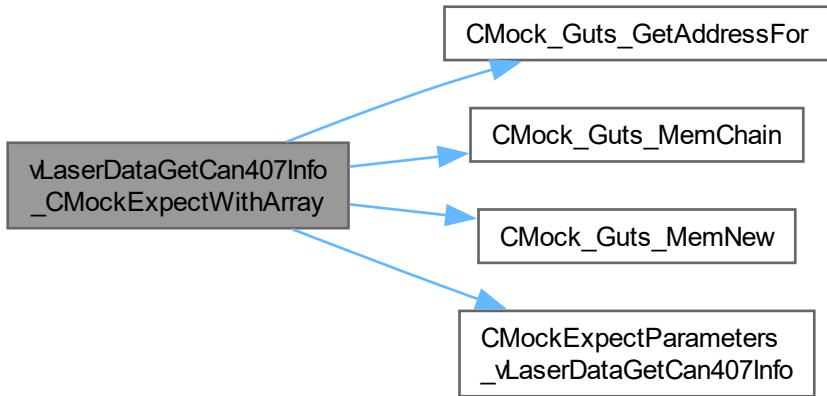 CMock_Guts_GetAddressFor
CMock_Guts_MemChain
vLaserDataGetCan407Info
_CMockExpectWithArray
CMock_Guts_MemNew
CMockExpectParameters
_vLaserDataGetCan407Info